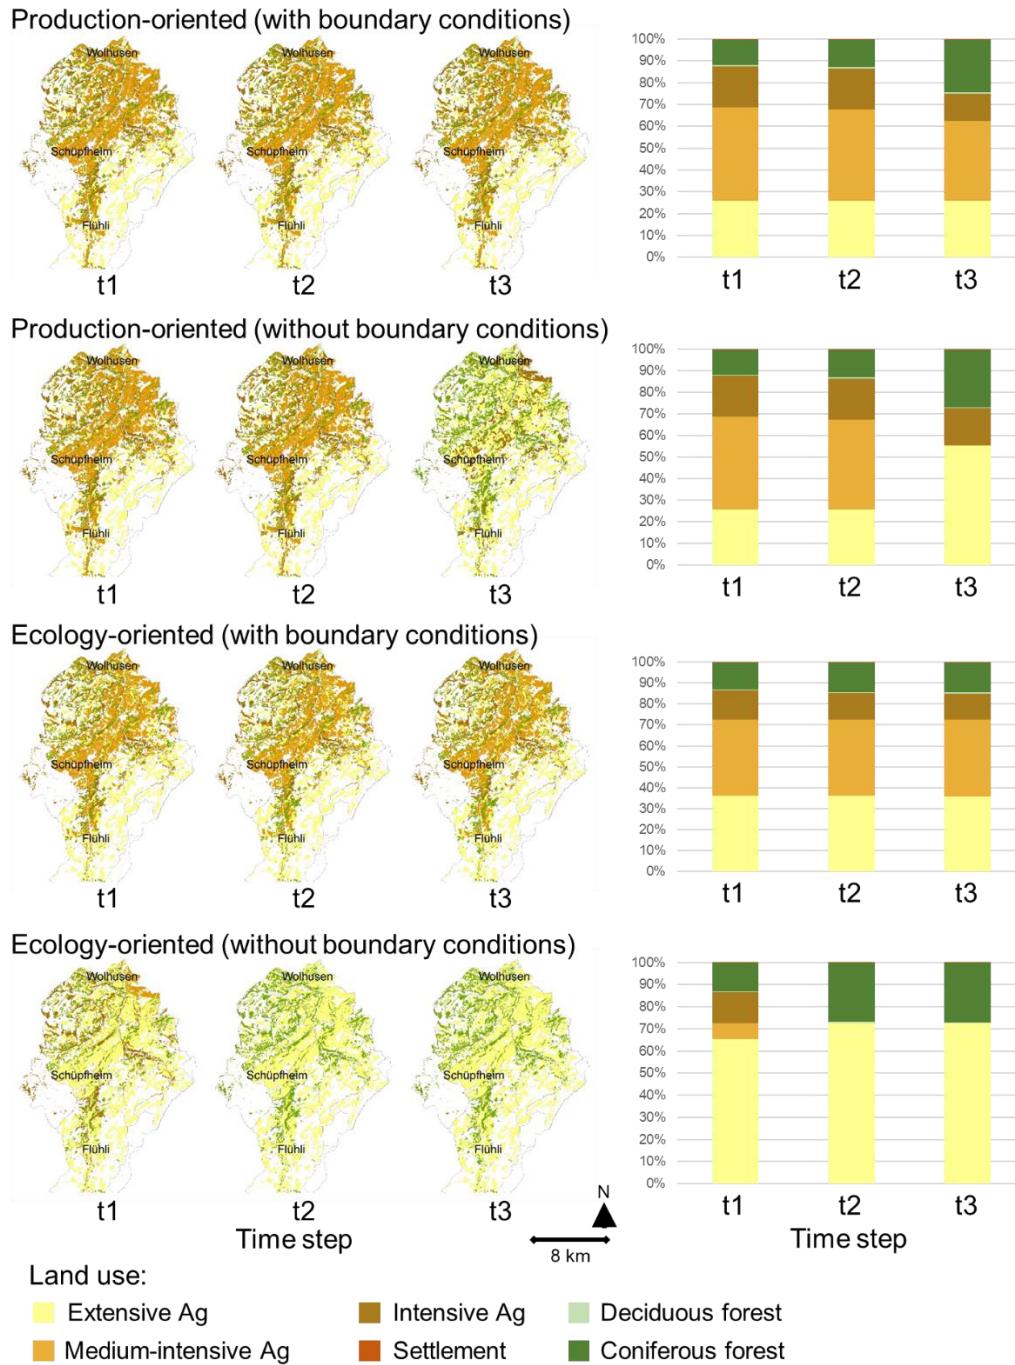 Production-oriented (with boundary conditions)
Wolhusen Wolhusen Wolhusen
Schüpfheim Schüpfheim Schüpfheim
Flühli Flühli Flühli
t1 t2 t3
100%
90%
80%
70%
60%
50%
40%
30%
20%
10%
0%
t1 t2 t3
Production-oriented (without boundary conditions)
Wolhusen Wolhusen Wolhusen
Schüpfheim Schüpfheim Schüpfheim
Flühli Flühli Flühli
t1 t2 t3
100%
90%
80%
70%
60%
50%
40%
30%
20%
10%
0%
t1 t2 t3
Ecology-oriented (with boundary conditions)
Wolhusen Wolhusen Wolhusen
Schüpfheim Schüpfheim Schüpfheim
Flühli Flühli Flühli
t1 t2 t3
100%
90%
80%
70%
60%
50%
40%
30%
20%
10%
0%
t1 t2 t3
Ecology-oriented (without boundary conditions)
Wolhusen Wolhusen Wolhusen
Schüpfheim Schüpfheim Schüpfheim
Flühli Flühli Flühli
t1 t2 t3
Time step
N
8 km
100%
90%
80%
70%
60%
50%
40%
30%
20%
10%
0%
t1 t2 t3
Time step
Land use:
Extensive Ag Intensive Ag Deciduous forest
Medium-intensive Ag Settlement Coniferous forest